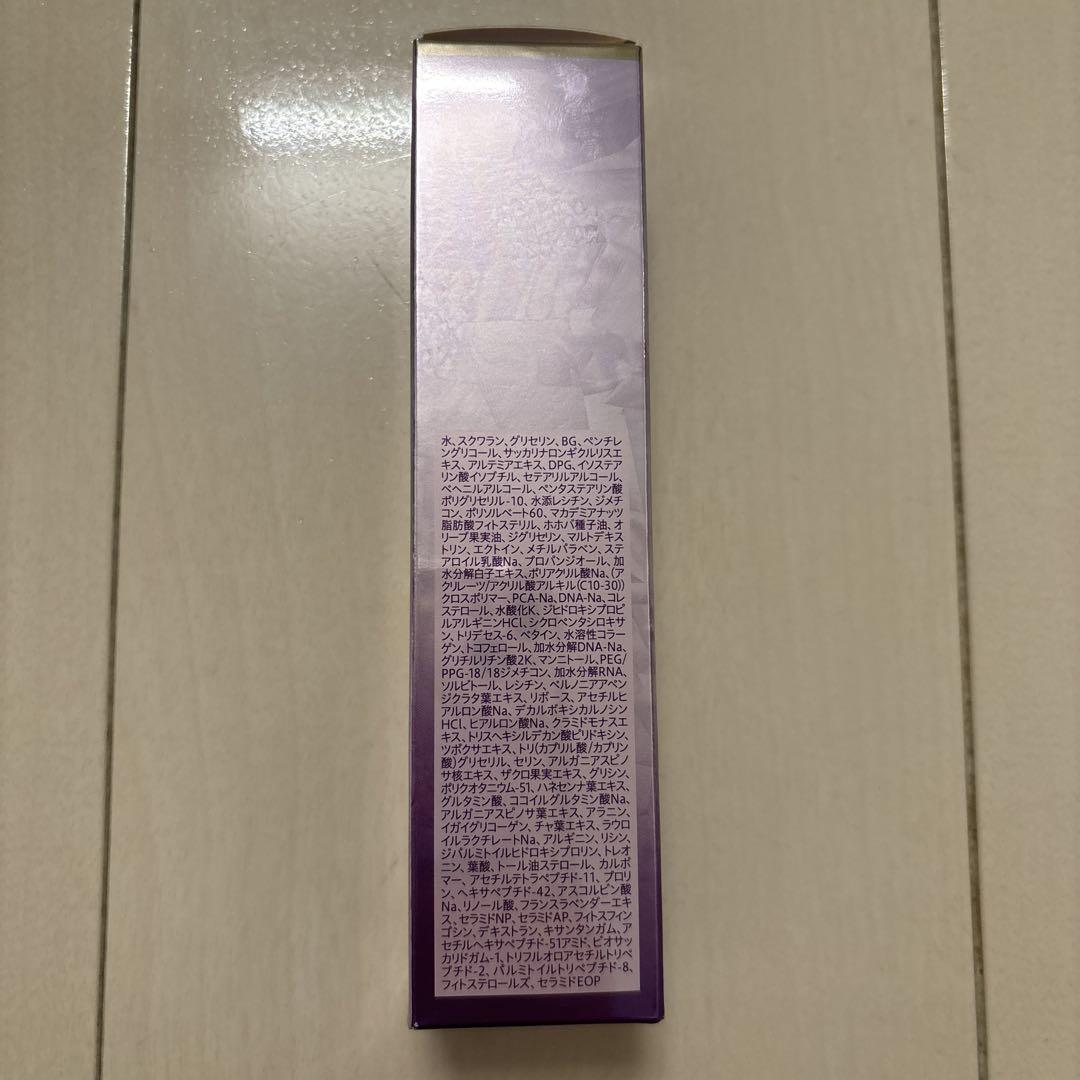 水、スクワラン、グリセリン、BG、ペンチレ
ングリコール、サッカリナロンギクルリスエ
キス、アルテミアエキス、DPG、イソステア
リン酸イソプチル、セテアリルアルコール、
ベヘニルアルコール、ペンタステアリン酸
ポリグリセリル-10、水添レシチン、ジメチ
コン、ポリソルベート60、マカデミアナッツ
脂肪酸フィトステリル、ホホバ種子油、オ
リーブ果実油、ジグリセリン、マルトデキス
トリン、エクトイン、メチルパラベン、ステ
アロイル乳酸Na、プロパンジオール、加
水分解白子エキス、ポリアクリル酸Na、(ア
クリレーツ/アクリル酸アルキル(C10-30))
クロスポリマー、PCA-Na、DNA-Na、コレ
ステロール、水酸化K、ジヒドロキシプロピ
ルアルギニンHCl、シクロペンタシロキサ
ン、トリデセス-6、ベタイン、水溶性コラー
ゲン、トコフェロール、加水分解DNA-Na、
グリチルリチン酸2K、マンニトール、PEG/
PPG-18/18ジメチコン、加水分解RNA、
ソルビトール、レシチン、ペルノニアアペン
ジクラタ葉エキス、リボース、アセチルヒ
アルロン酸Na、デカルボキシカルノシン
HCl、ヒアルロン酸Na、クラミドモナスエ
キス、トリスヘキシルデカン酸ピリドキシン、
ツボクサエキス、トリ(カプリル酸/カプリン
酸)グリセリル、セリン、アルガニアスピノ
サ核エキス、ザクロ果実エキス、グリシン、
ポリクオタニウム-51、ハネセンナ葉エキス、
グルタミン酸、ココイルグルタミン酸Na、
アルガニアスピノサ葉エキス、アラニン、
イガイグリコーゲン、チャ葉エキス、ラウロ
イルラクチレートNa、アルギニン、リシン、
ジパルミトイルヒドロキシプロリン、トレオ
ニン、葉酸、トール油ステロール、カルボ
マー、アセチルテトラペプチド-11、プロリ
ン、ヘキサペプチド-42、アスコルビン酸
Na、リノール酸、フランスラベンダーエキ
ス、セラミドNP、セラミドAP、フィトスフィン
ゴシン、デキストラン、キサンタンガム、ア
セチルヘキサペプチド-51アミド、ビオサッ
カリドガム-1、トリフルオロアセチルトリペ
プチド-2、パルミトイルトリペプチド-8、
フィトステロールズ、セラミドEOP